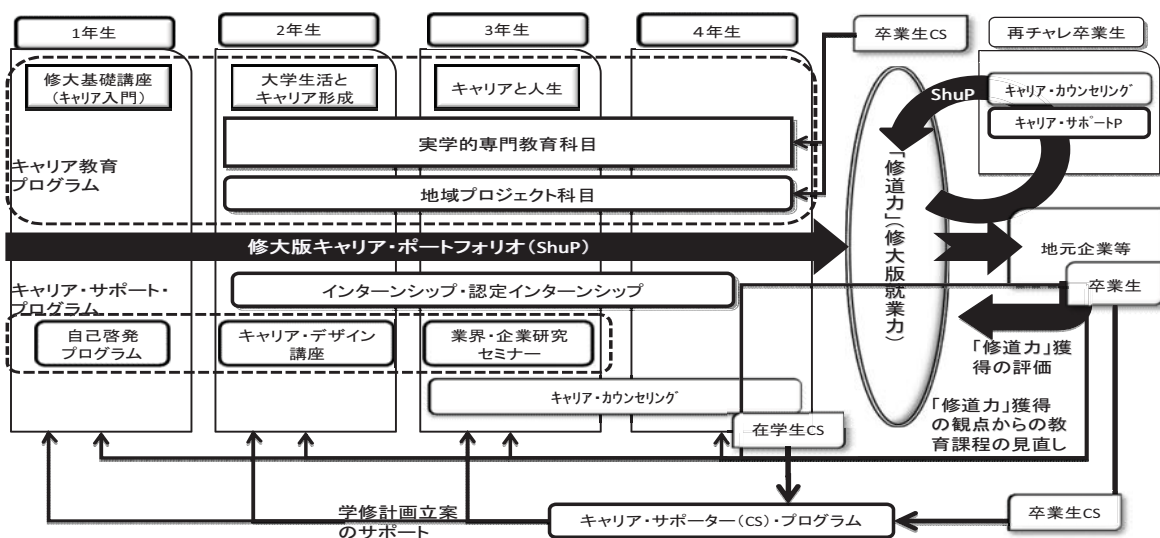 1年生
2年生
3年生
4年生
卒業生CS
再チャレ卒業生
修大基礎講座
(キャリア入門)
大学生活と
キャリア形成
キャリアと人生
ShuP
キャリア・カウンセリング
キャリア・サポートP
実学的専門教育科目
キャリア教育
プログラム
地域プロジェクト科目
「修道力」(修大版就業力)
修大版キャリア・ポートフォリオ(ShuP)
地元企業等
キャリア・サポート・
プログラム
インターンシップ・認定インターンシップ
卒業生
自己啓発
プログラム
キャリア・デザイン
講座
業界・企業研究
セミナー
「修道力」獲
得の評価
キャリア・カウンセリング
「修道力」獲得
の観点からの教
育課程の見直し
在学生CS
学修計画立案
のサポート
キャリア・サポーター(CS)・プログラム
卒業生CS